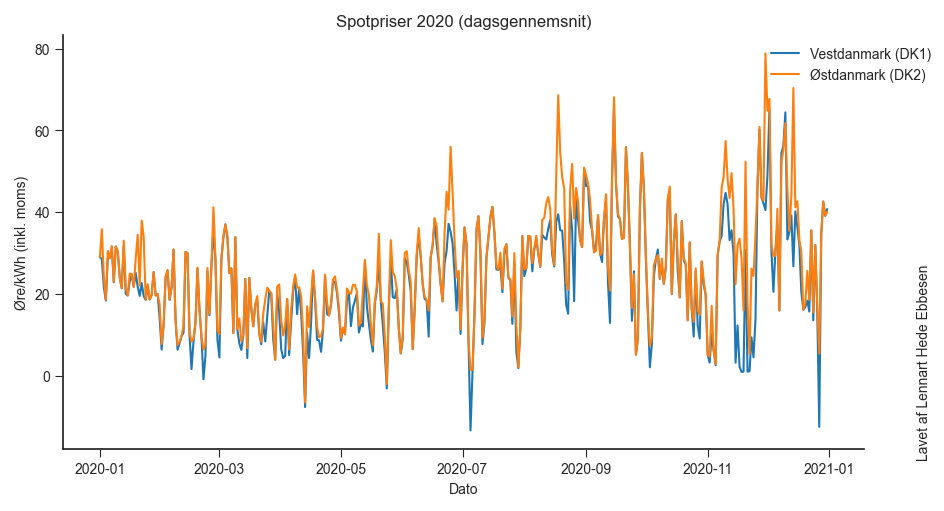 Spotpriser 2020 (dagsgennemsnit)
Vestdanmark (DK1)
Østdanmark (DK2)
80
60
40
20
0
Øre/kWh (inkl. moms)
2020-01
2020-03
2020-05
2020-07
2020-09
2020-11
2021-01
Dato
Lavet af Lennart Hede Ebbesen